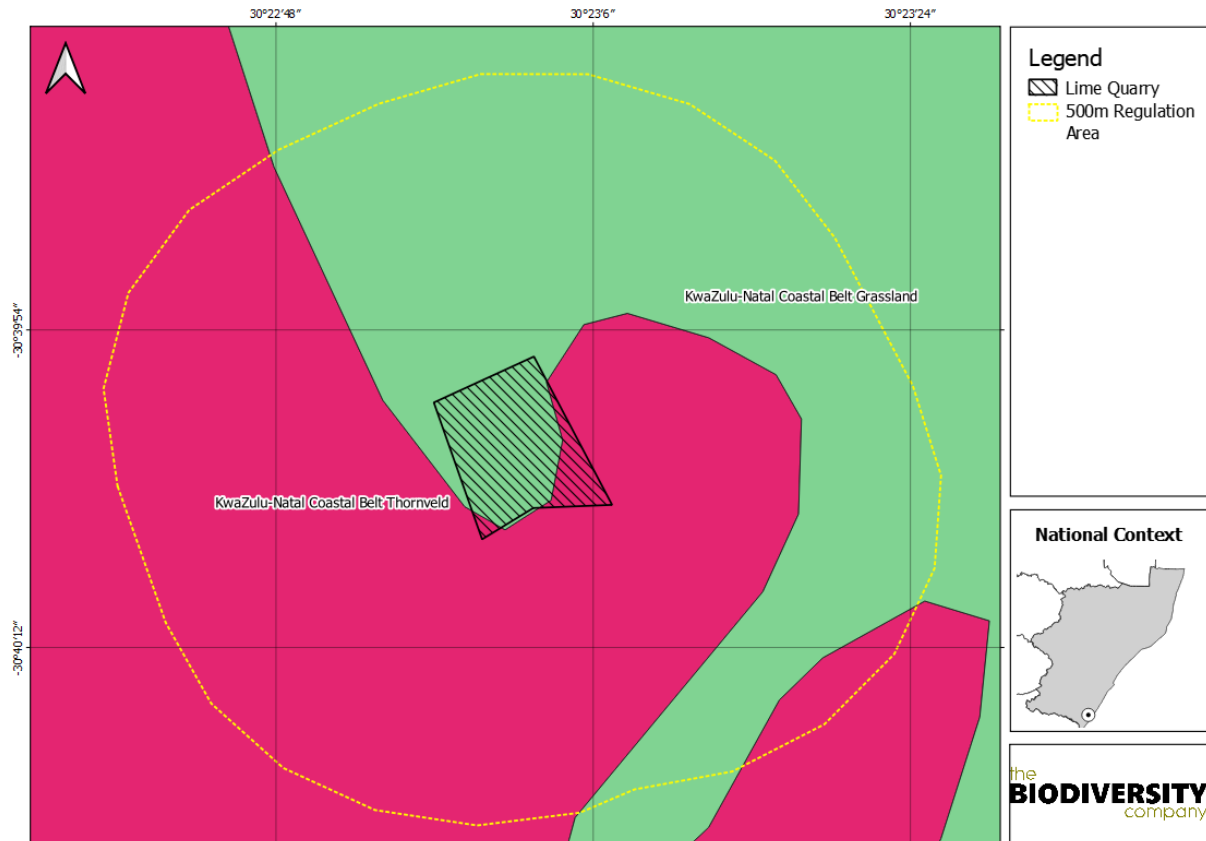 30°22′48″
30°23′6″
30°23′24″
-30°39′54″
-30°40′12″
KwaZulu-Natal Coastal Belt Grassland
KwaZulu-Natal Coastal Belt Thornveld
Legend
Lime Quarry
500m Regulation
Area
National Context
the
BIODIVERSITY
company